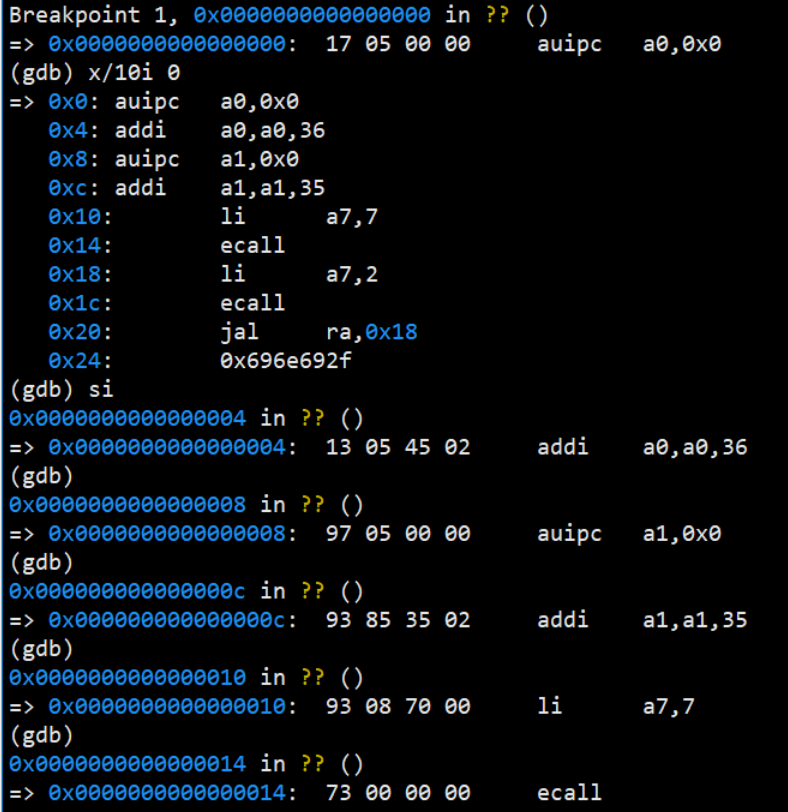 Breakpoint 1, 0x0000000000000000 in ?? ()
=> 0x0000000000000000:  17 05 00 00     auipc   a0,0x0
(gdb) x/10i 0
=> 0x0: auipc   a0,0x0
   0x4: addi    a0,a0,36
   0x8: auipc   a1,0x0
   0xc: addi    a1,a1,35
   0x10:        li      a7,7
   0x14:        ecall
   0x18:        li      a7,2
   0x1c:        ecall
   0x20:        jal     ra,0x18
   0x24:        0x696e692f
(gdb) si
0x0000000000000004 in ?? ()
=> 0x0000000000000004:  13 05 45 02     addi    a0,a0,36
(gdb)
0x0000000000000008 in ?? ()
=> 0x0000000000000008:  97 05 00 00     auipc   a1,0x0
(gdb)
0x000000000000000c in ?? ()
=> 0x000000000000000c:  93 85 35 02     addi    a1,a1,35
(gdb)
0x0000000000000010 in ?? ()
=> 0x0000000000000010:  93 08 70 00     li      a7,7
(gdb)
0x0000000000000014 in ?? ()
=> 0x0000000000000014:  73 00 00 00     ecall